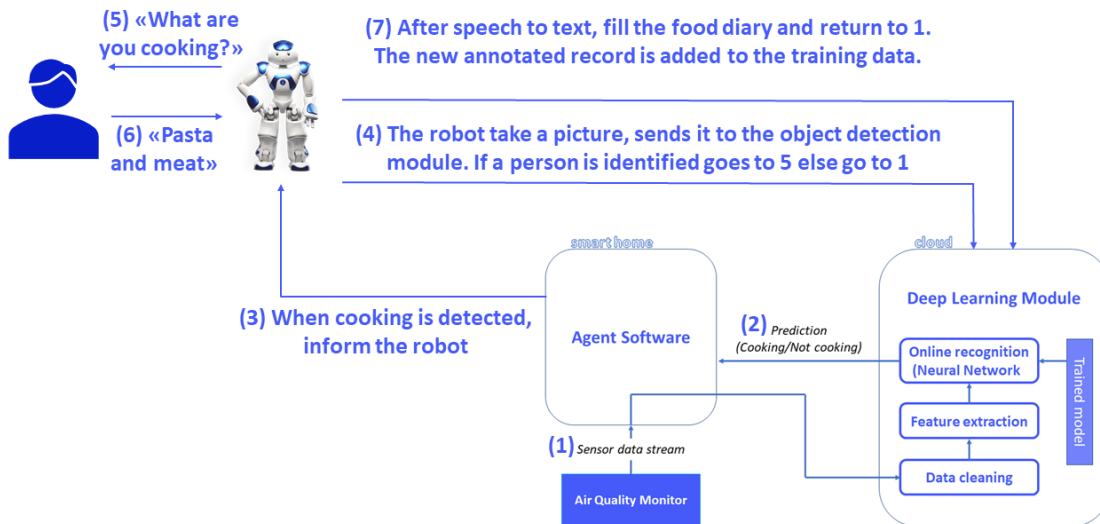 (5) «What are
you cooking?»
(7) After speech to text, fill the food diary and return to 1.
The new annotated record is added to the training data.
(6) «Pasta
and meat»
(4) The robot take a picture, sends it to the object detection
module. If a person is identified goes to 5 else go to 1
smart home
cloud
(3) When cooking is detected,
inform the robot
Agent Software
(2) Prediction
(Cooking/Not cooking)
Deep Learning Module
Online recognition
(Neural Network
Trained model
Feature extraction
Data cleaning
(1) Sensor data stream
Air Quality Monitor